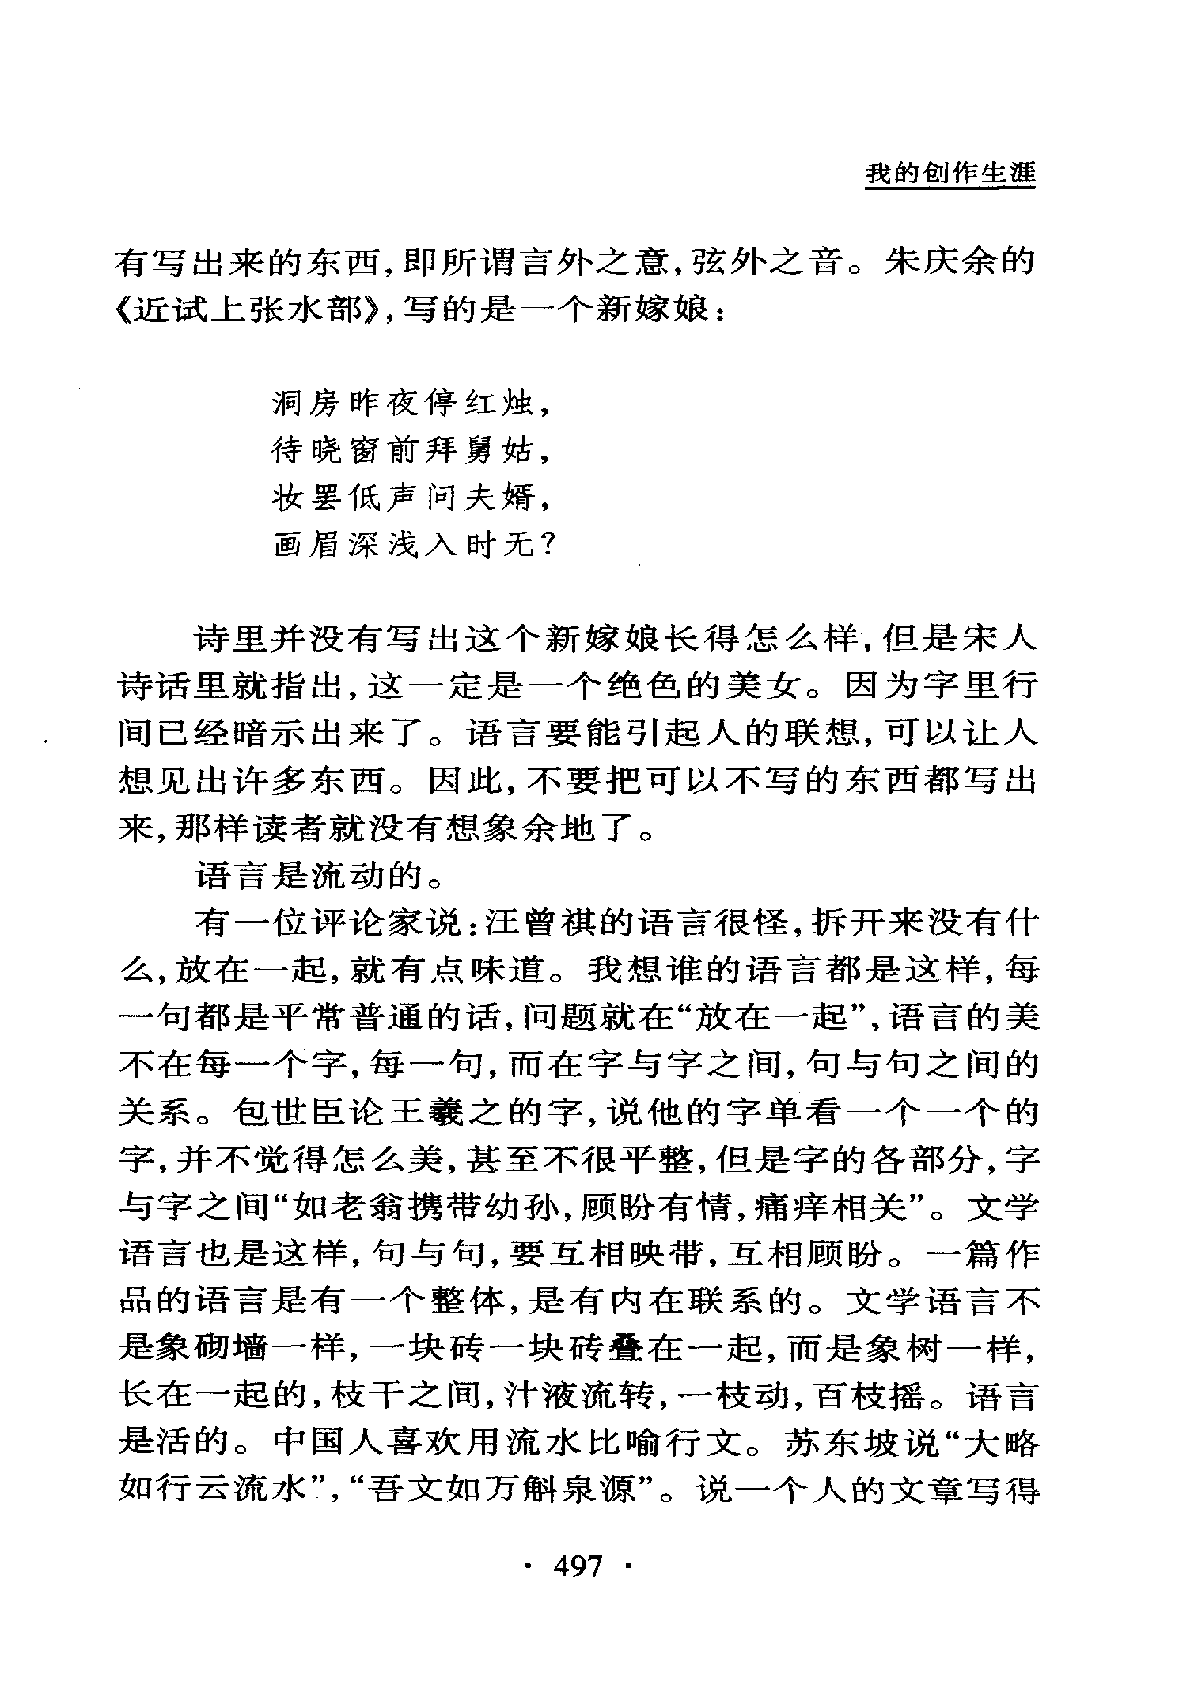 我的创作生涯
有写出来的东西,即所谓言外之意,弦外之音。朱庆余的
《近试上张水部》,写的是一个新嫁娘:
洞房昨夜停红烛,
待晓窗前拜舅姑,
妆罢低声问夫婿,
画眉深浅入时无?
诗里并没有写出这个新嫁娘长得怎么样,但是宋人
诗话里就指出,这一定是一个绝色的美女。因为字里行
间已经暗示出来了。语言要能引起人的联想,可以让人
想见出许多东西。因此,不要把可以不写的东西都写出
来,那样读者就没有想象余地了。
语言是流动的。
有一位评论家说:汪曾祺的语言很怪,拆开来没有什
么,放在一起,就有点味道。我想谁的语言都是这样,每
一句都是平常普通的话,问题就在“放在一起”,语言的美
不在每一个字,每一句,而在字与字之间,句与句之间的
关系。包世臣论王羲之的字,说他的字单看一个一个的
字,并不觉得怎么美,甚至不很平整,但是字的各部分,字
与字之间“如老翁携带幼孙,顾盼有情,痛痒相关”。文学
语言也是这样,句与句,要互相映带,互相顾盼。一篇作
品的语言是有一个整体,是有内在联系的。文学语言不
是象砌墙一样,一块砖一块砖叠在一起,而是象树一样,
长在一起的,枝干之间,汁液流转,一枝动,百枝摇。语言
是活的。中国人喜欢用流水比喻行文。苏东坡说“大略
如行云流水”,“吾文如万斛泉源”。说一个人的文章写得
· 497 ·